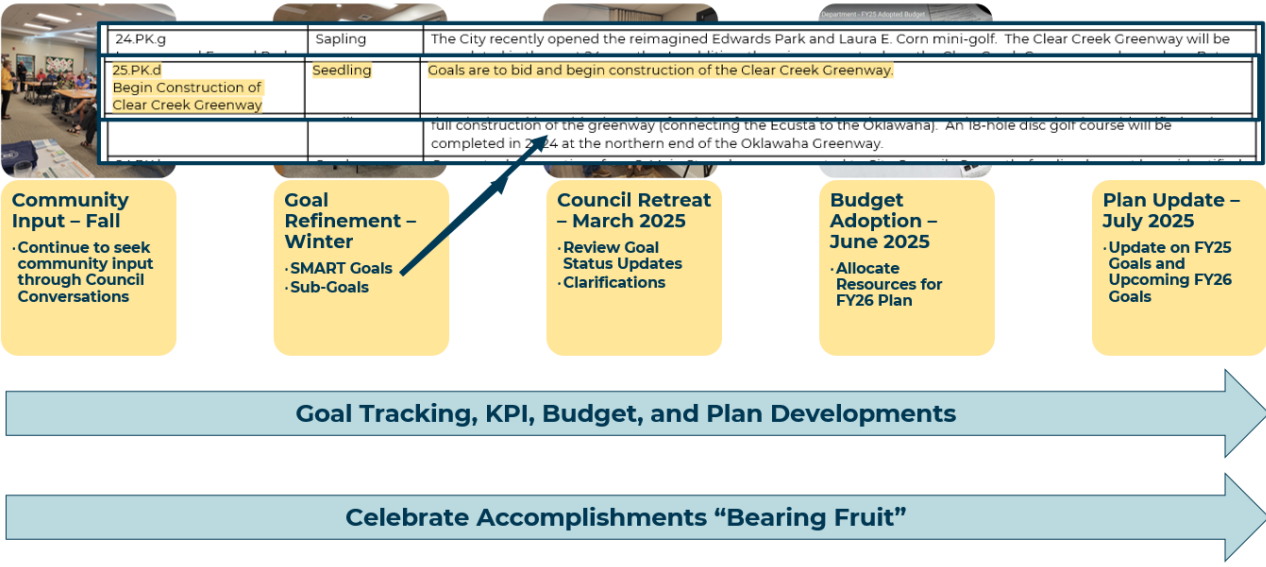 Department - FY25 Adopted Budget
24.PK.g Sapling The City recently opened the reimagined Edwards Park and Laura E. Corn mini-golf. The Clear Creek Greenway will be
25.PK.d Seedling Goals are to bid and begin construction of the Clear Creek Greenway.
Begin Construction of
Clear Creek Greenway
full construction of the greenway (connecting the Ecusta to the Oklawaha). An 18-hole disc golf course will be
completed in 2024 at the northern end of the Oklawaha Greenway.
Community
Input – Fall
· Continue to seek
community input
through Council
Conversations
Goal
Refinement –
Winter
· SMART Goals
· Sub-Goals
Council Retreat
– March 2025
· Review Goal
Status Updates
· Clarifications
Budget
Adoption –
June 2025
· Allocate
Resources for
FY26 Plan
Plan Update –
July 2025
· Update on FY25
Goals and
Upcoming FY26
Goals
Goal Tracking, KPI, Budget, and Plan Developments
Celebrate Accomplishments “Bearing Fruit”